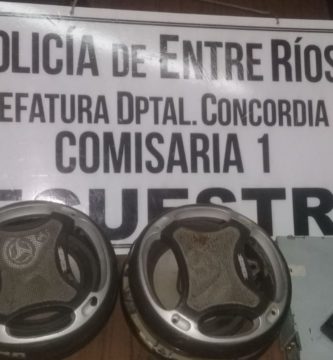 OLICÍA DE ENTRE RÍOS
EFATURA DPTAL. CONCORDIA
COMISARIA 1
ECUESTR